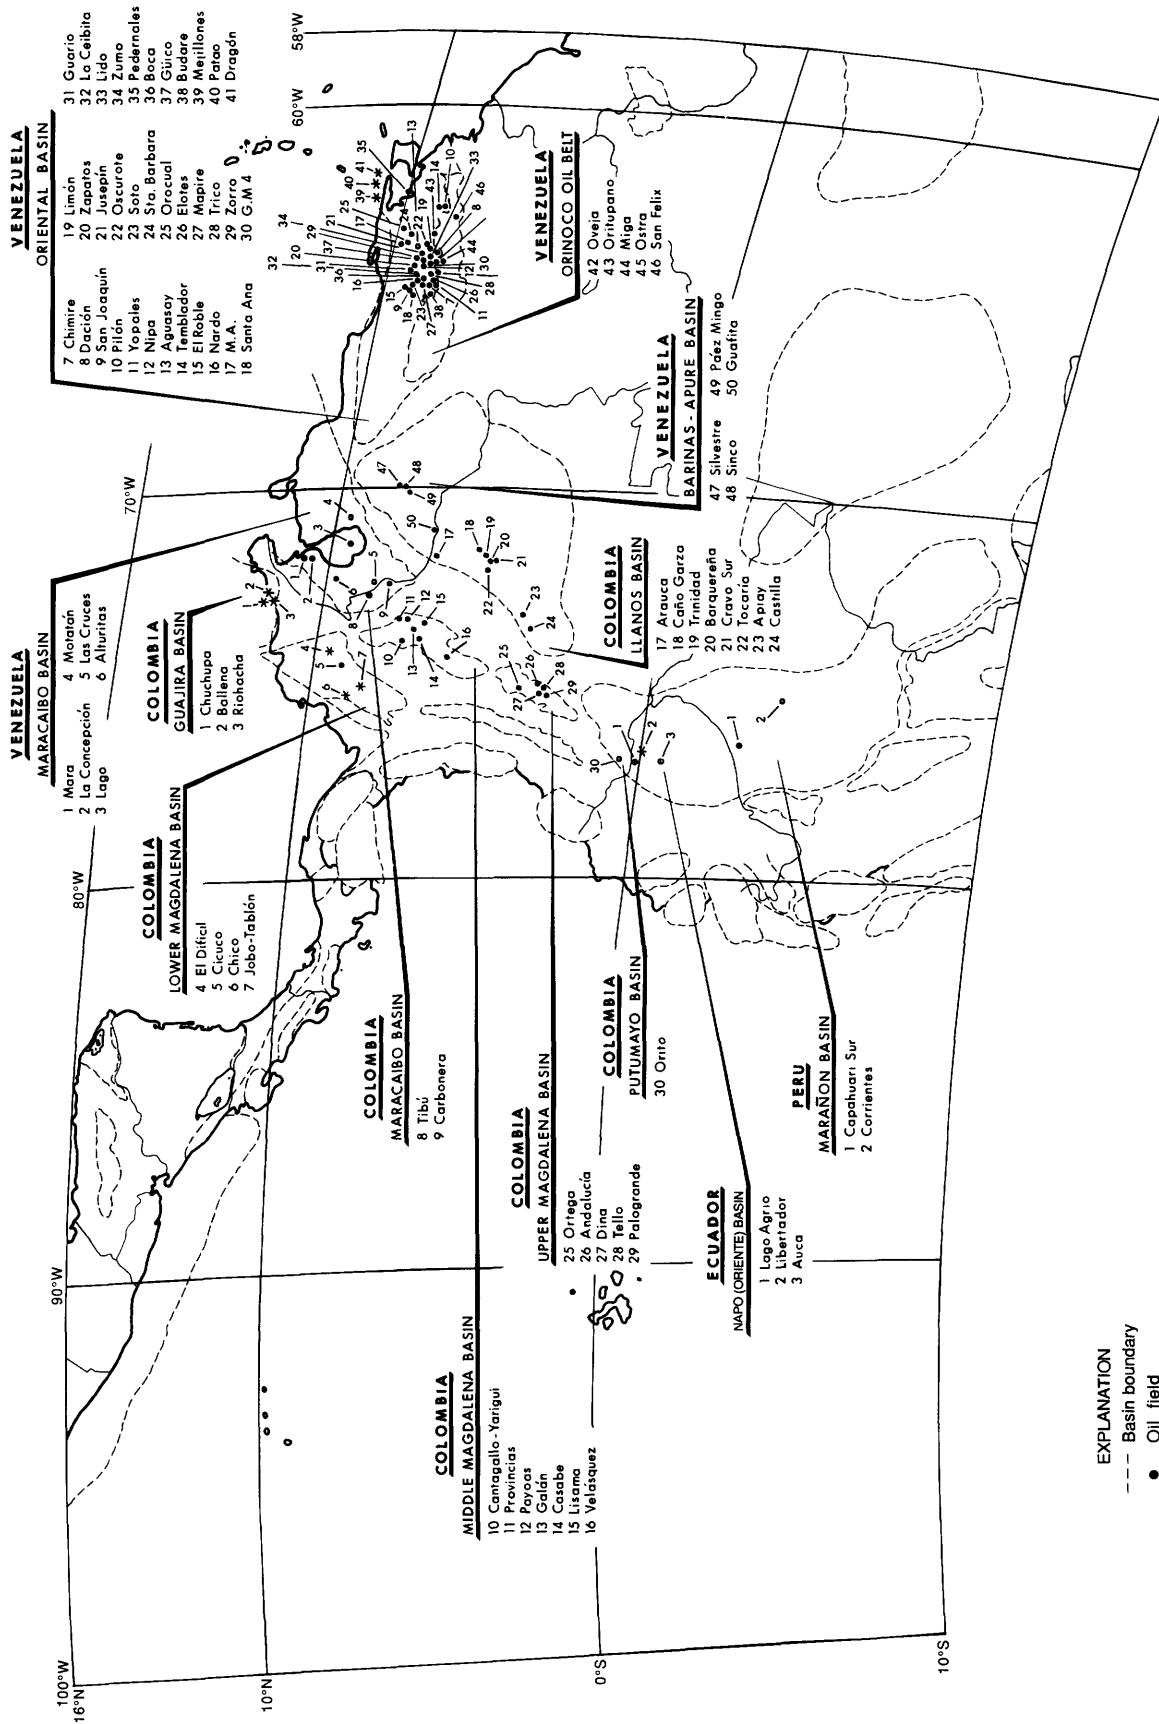 VENEZUELA
MARACAIBO BASIN
1 Mara
2 La Concepción
3 Lago
4 Motatán
5 Las Cruces
6 Alturitas
VENEZUELA
ORIENTAL BASIN
7 Chimire
8 Dación
9 San Joaquín
10 Pilón
11 Yopales
12 Nipa
13 Aguasay
14 Temblador
15 El Roble
16 Nardo
17 M.A.
18 Santa Ana
19 Limón
20 Zapatos
21 Jusepín
22 Oscurote
23 Soto
24 Sta. Barbara
25 Orocual
26 Elotes
27 Mapire
28 Trico
29 Zorro
30 G.M 4
31 Guario
32 La Ceibita
33 Lido
34 Zumo
35 Pedernales
36 Boca
37 Güico
38 Budare
39 Mejillones
40 Patao
41 Dragón
COLOMBIA
GUAJIRA BASIN
1 Chuchupa
2 Ballena
3 Riohacha
COLOMBIA
LOWER MAGDALENA BASIN
4 El Difícil
5 Cicuco
6 Chico
7 Jobo-Tablón
COLOMBIA
MARACAIBO BASIN
8 Tibú
9 Carbonera
COLOMBIA
MIDDLE MAGDALENA BASIN
10 Cantagallo-Yarigui
11 Provincias
12 Payoas
13 Galán
14 Casabe
15 Lisama
16 Velásquez
COLOMBIA
UPPER MAGDALENA BASIN
25 Ortega
26 Andalucía
27 Dina
28 Tello
29 Palogrande
COLOMBIA
PUTUMAYO BASIN
30 Orito
COLOMBIA
LLANOS BASIN
17 Arauca
18 Caño Garza
19 Trinidad
20 Barquereña
21 Cravo Sur
22 Tocaría
23 Apiay
24 Castilla
VENEZUELA
ORINOCO OIL BELT
42 Oveja
43 Oritupano
44 Miga
45 Ostra
46 San Felix
VENEZUELA
BARINAS-APURE BASIN
47 Silvestre
48 Sinco
49 Páez Mingo
50 Guafita
ECUADOR
NAPO (ORIENTE) BASIN
1 Lago Agrio
2 Libertador
3 Auca
PERU
MARAÑON BASIN
1 Capahuari Sur
2 Corrientes
100°W
90°W
80°W
70°W
60°W
58°W
16°N
10°N
0°S
10°S
EXPLANATION
Basin boundary
Oil field